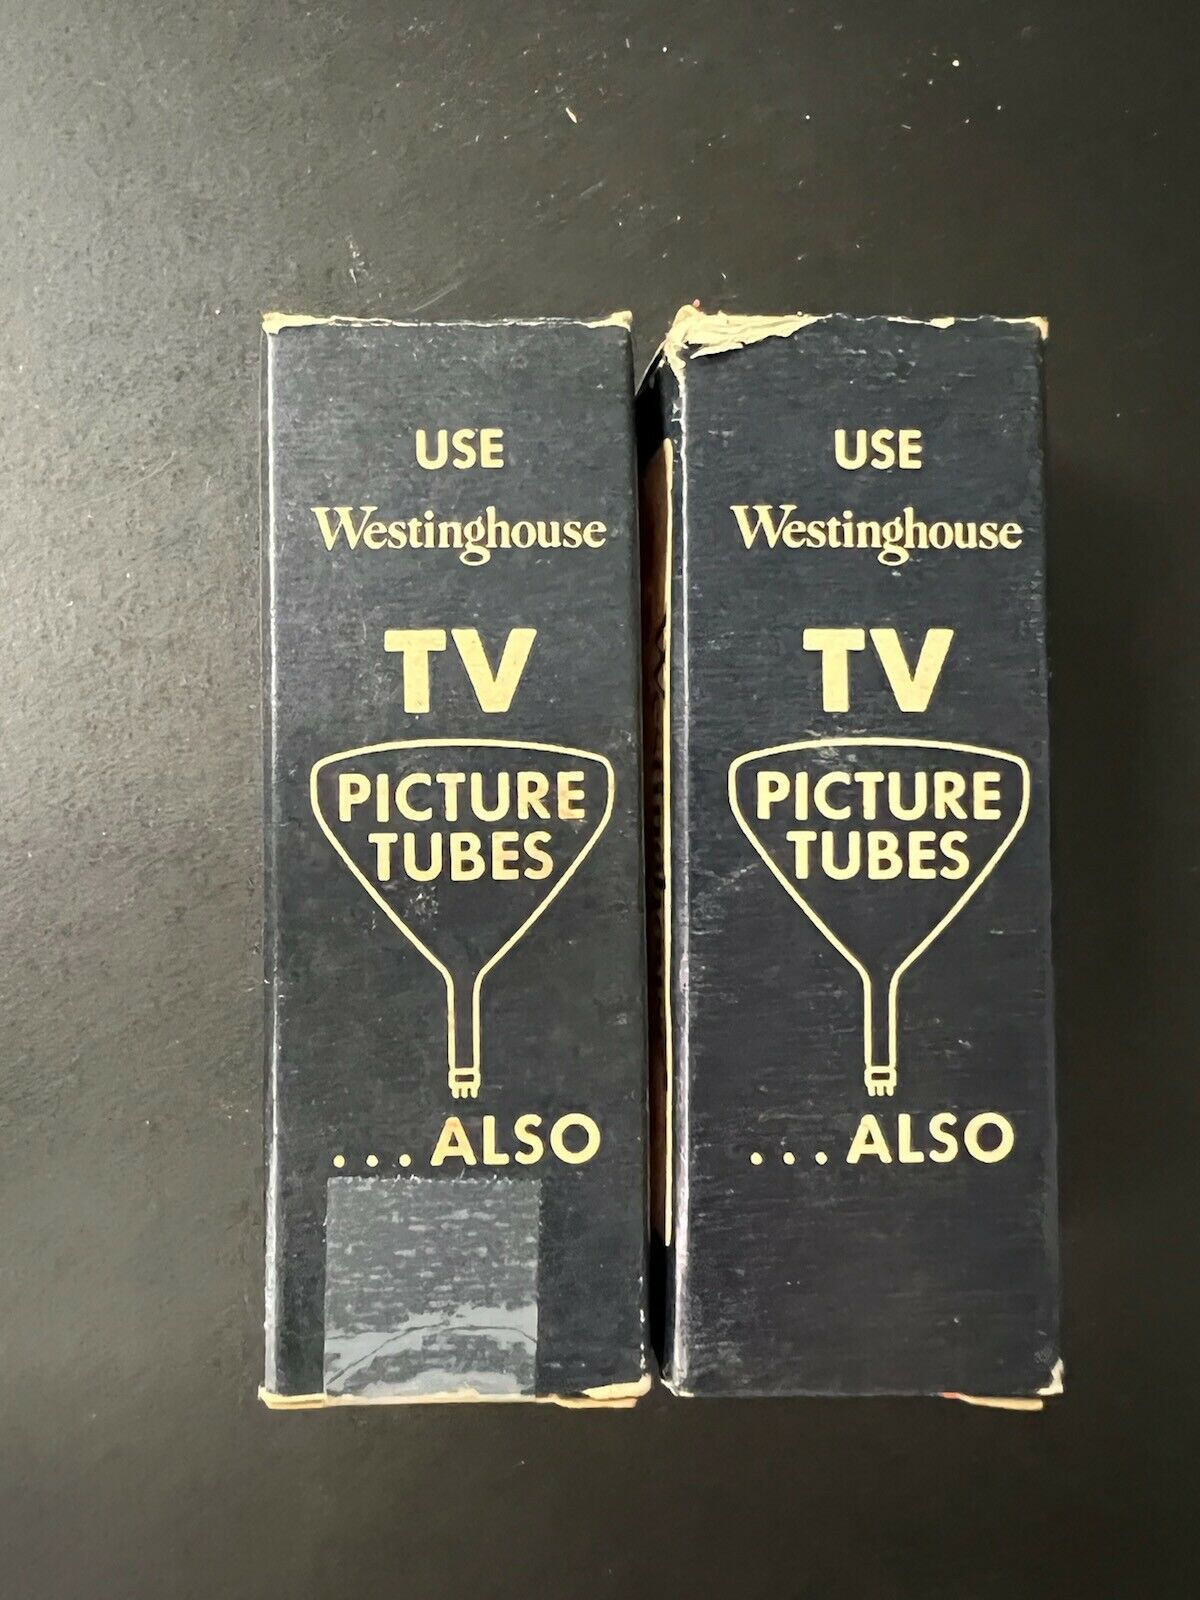 USE
Westinghouse
TV
PICTURE
TUBES
...ALSO
USE
Westinghouse
TV
PICTURE
TUBES
...ALSO